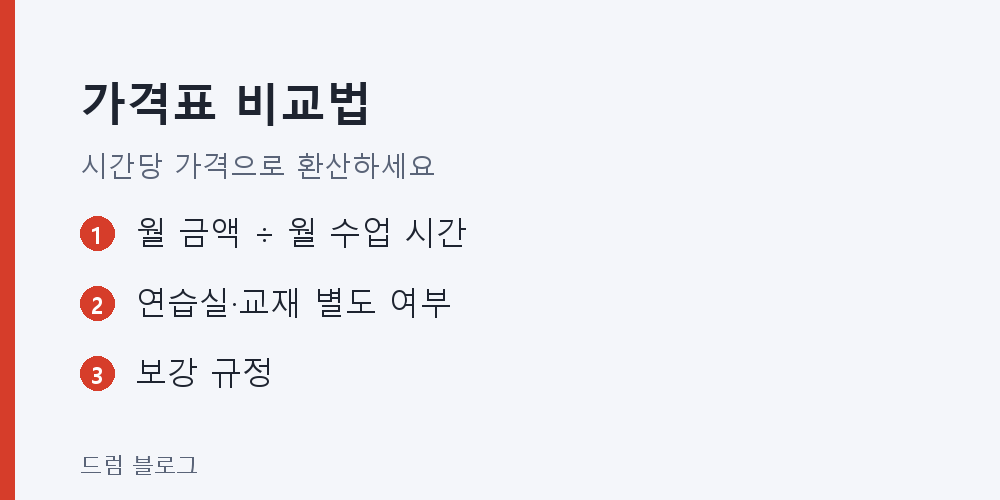 가격표 비교법
시간당 가격으로 환산하세요
1 월 금액 ÷ 월 수업 시간
2 연습실·교재 별도 여부
3 보강 규정
드럼 블로그